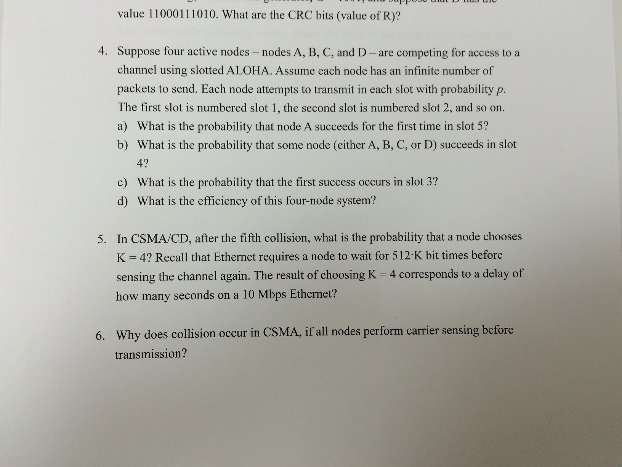 value 11000111010. What are the CRC bits (value of R)?
4. Suppose four active nodes – nodes A, B, C, and D – are competing for access to a
channel using slotted ALOHA. Assume each node has an infinite number of
packets to send. Each node attempts to transmit in each slot with probability p.
The first slot is numbered slot 1, the second slot is numbered slot 2, and so on.
a) What is the probability that node A succeeds for the first time in slot 5?
b) What is the probability that some node (either A, B, C, or D) succeeds in slot
4?
c) What is the probability that the first success occurs in slot 3?
d) What is the efficiency of this four-node system?
5. In CSMA/CD, after the fifth collision, what is the probability that a node chooses
K = 4? Recall that Ethernet requires a node to wait for 512·K bit times before
sensing the channel again. The result of choosing K = 4 corresponds to a delay of
how many seconds on a 10 Mbps Ethernet?
6. Why does collision occur in CSMA, if all nodes perform carrier sensing before
transmission?